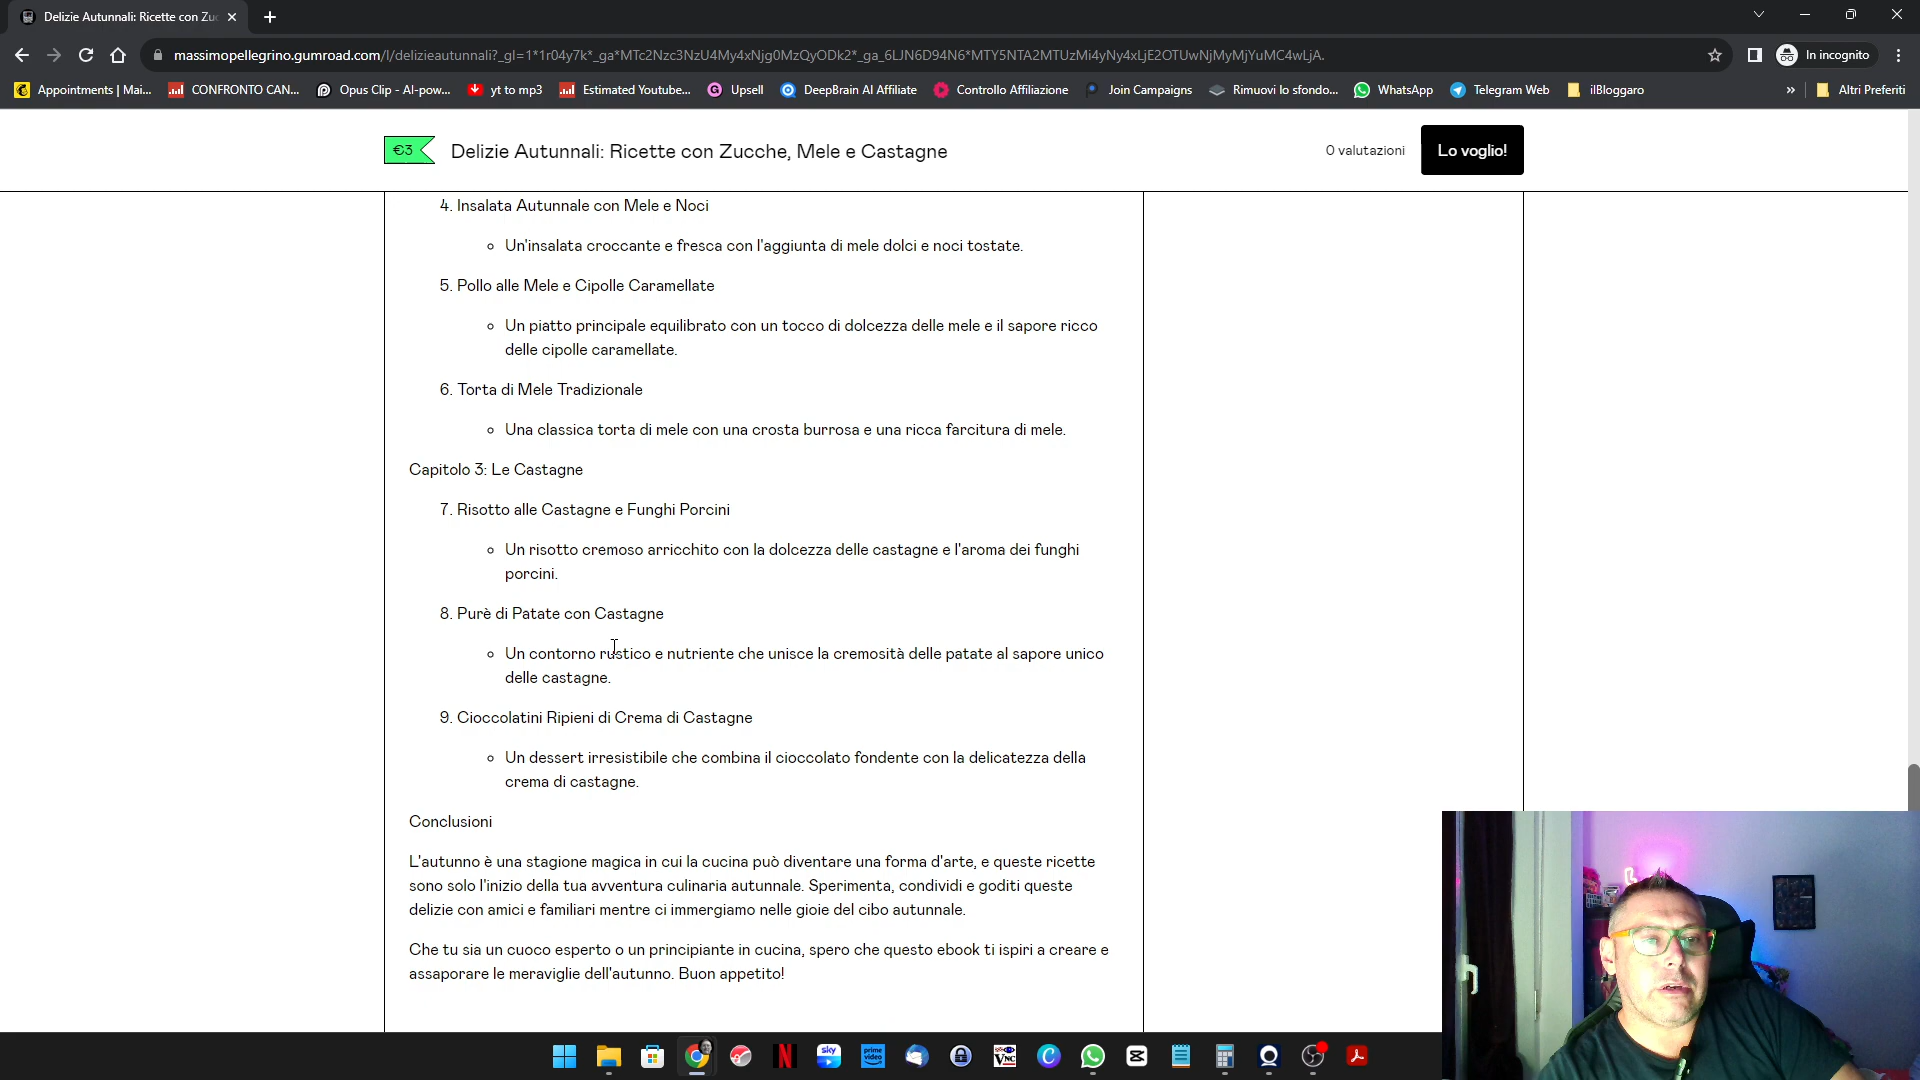 Delizie Autunnali: Ricette con Zuc
massimopellegrino.gumroad.com/l/delizieautunnali?_gl=1*1r04y7k*_ga*MTc2Nzc3NzU4My4xNjg0MzQyODk2*_ga_6LJN6D94N6*MTY5NTA2MTUzMi4yNy4xLjE2OTUwNjMyMjYuMC4wLjA.
In incognito
Appointments | Mai...
CONFRONTO CAN...
Opus Clip - AI-pow...
yt to mp3
Estimated Youtube...
Upsell
DeepBrain AI Affiliate
Controllo Affiliazione
Join Campaigns
Rimuovi lo sfondo...
WhatsApp
Telegram Web
ilBloggaro
»
Altri Preferiti
€3
Delizie Autunnali: Ricette con Zucche, Mele e Castagne
0 valutazioni
Lo voglio!
4. Insalata Autunnale con Mele e Noci
Un'insalata croccante e fresca con l'aggiunta di mele dolci e noci tostate.
5. Pollo alle Mele e Cipolle Caramellate
Un piatto principale equilibrato con un tocco di dolcezza delle mele e il sapore ricco
delle cipolle caramellate.
6. Torta di Mele Tradizionale
Una classica torta di mele con una crosta burrosa e una ricca farcitura di mele.
Capitolo 3: Le Castagne
7. Risotto alle Castagne e Funghi Porcini
Un risotto cremoso arricchito con la dolcezza delle castagne e l'aroma dei funghi
porcini.
8. Purè di Patate con Castagne
Un contorno rustico e nutriente che unisce la cremosità delle patate al sapore unico
delle castagne.
9. Cioccolatini Ripieni di Crema di Castagne
Un dessert irresistibile che combina il cioccolato fondente con la delicatezza della
crema di castagne.
Conclusioni
L'autunno è una stagione magica in cui la cucina può diventare una forma d'arte, e queste ricette
sono solo l'inizio della tua avventura culinaria autunnale. Sperimenta, condividi e goditi queste
delizie con amici e familiari mentre ci immergiamo nelle gioie del cibo autunnale.
Che tu sia un cuoco esperto o un principiante in cucina, spero che questo ebook ti ispiri a creare e
assaporare le meraviglie dell'autunno. Buon appetito!
sky
prime video
VNC